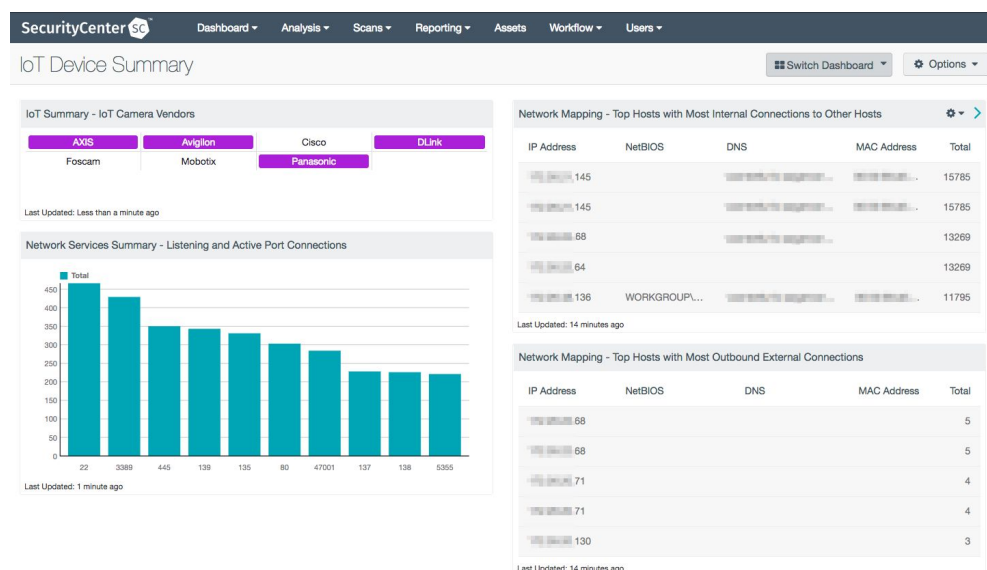 SecurityCenter SC™ Dashboard Analysis Scans Reporting Assets Workflow Users
IoT Device Summary
Switch Dashboard Options
IoT Summary - IoT Camera Vendors
AXIS Avigilon Cisco DLink
Foscam Mobotix Panasonic
Last Updated: Less than a minute ago
Network Services Summary - Listening and Active Port Connections
Total
450
400
350
300
250
200
150
100
50
0
22 3389 445 139 135 80 47001 137 138 5355
Last Updated: 1 minute ago
Network Mapping - Top Hosts with Most Internal Connections to Other Hosts
IP Address NetBIOS DNS MAC Address Total
.145 15785
.145 15785
.68 13269
.64 13269
.136 WORKGROUP\... 11795
Last Updated: 14 minutes ago
Network Mapping - Top Hosts with Most Outbound External Connections
IP Address NetBIOS DNS MAC Address Total
.68 5
.68 5
.71 4
.71 4
.130 3
Last Updated: 14 minutes ago